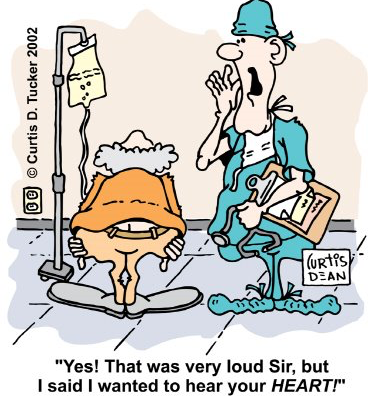 © Curtis D. Tucker 2002
CURTIS
DEAN
"Yes! That was very loud Sir, but
I said I wanted to hear your HEART!"